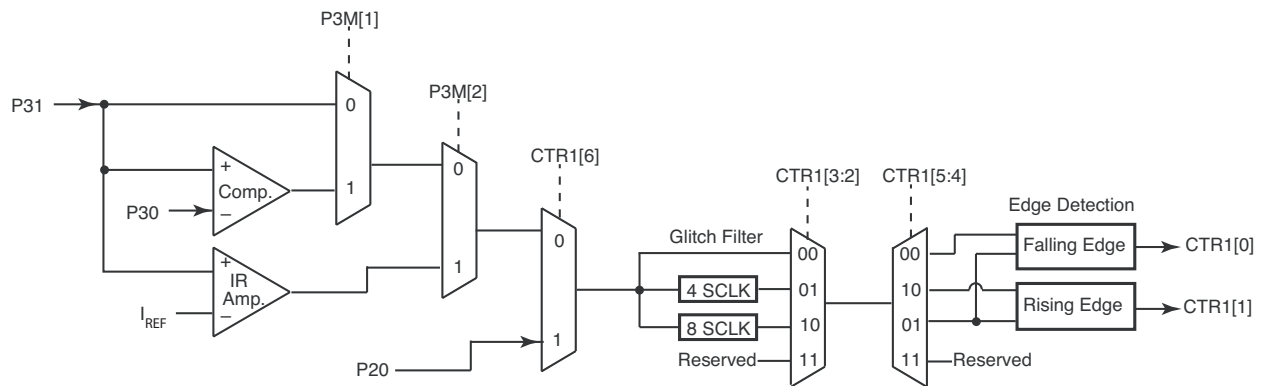 P3M[1]
P31
0
P3M[2]
+
Comp.
–
P30
1
0
CTR1[6]
CTR1[3:2]
CTR1[5:4]
Edge Detection
0
Glitch Filter
00
00
Falling Edge
CTR1[0]
+
IR
Amp.
–
IREF
1
4 SCLK
01
10
Rising Edge
CTR1[1]
8 SCLK
10
01
P20
1
Reserved
11
11
Reserved